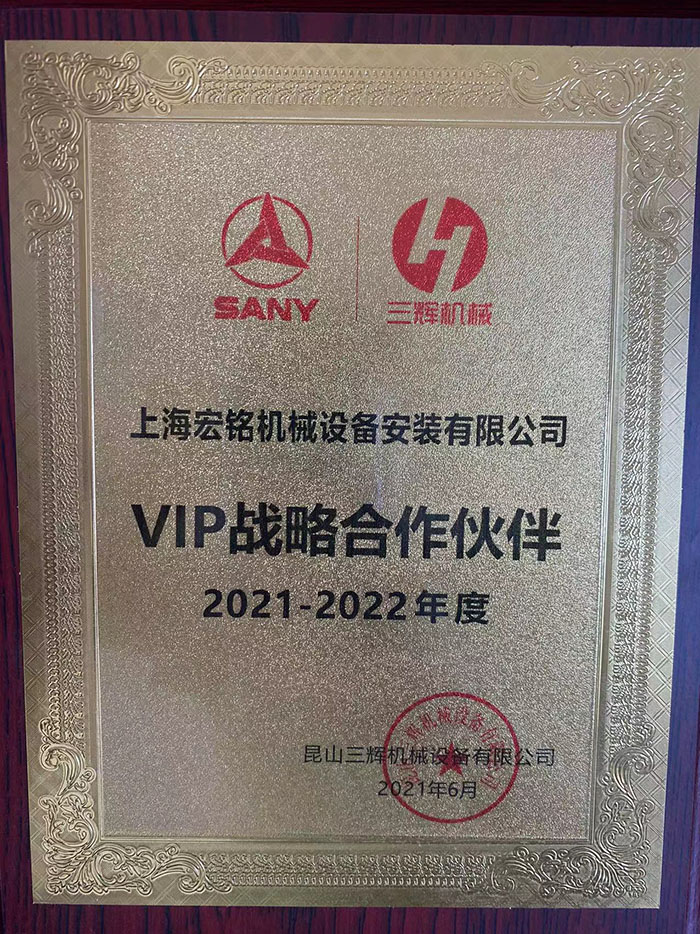 SANY
三辉机械
上海宏铭机械设备安装有限公司
VIP战略合作伙伴
2021-2022年度
昆山三辉机械设备有限公司
2021年6月